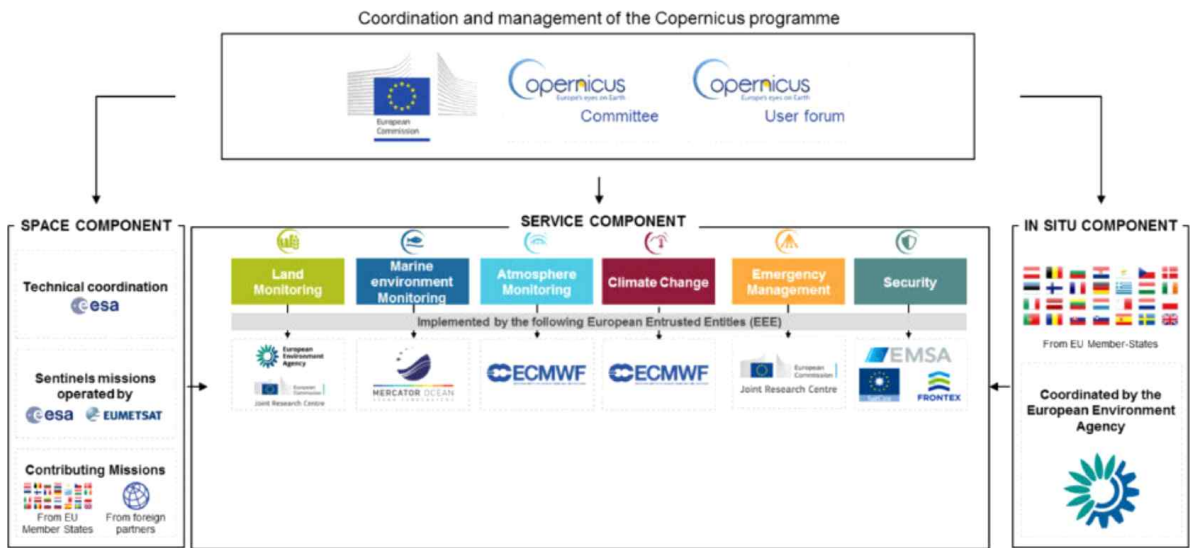 Coordination and management of the Copernicus programme
European
Commission
Copernicus
Europe's eyes on Earth
Committee
Copernicus
Europe's eyes on Earth
User forum
SPACE COMPONENT
Technical coordination
esa
Sentinels missions
operated by
esa
EUMETSAT
Contributing Missions
From EU
Member States
From foreign
partners
SERVICE COMPONENT
Land
Monitoring
Marine
environment
Monitoring
Atmosphere
Monitoring
Climate Change
Emergency
Management
Security
Implemented by the following European Entrusted Entities (EEE)
European
Environment
Agency
European
Commission
Joint Research Centre
MERCATOR OCEAN
ECMWF
ECMWF
European
Commission
Joint Research Centre
EMSA
FRONTEX
IN SITU COMPONENT
From EU Member-States
Coordinated by the
European Environment
Agency